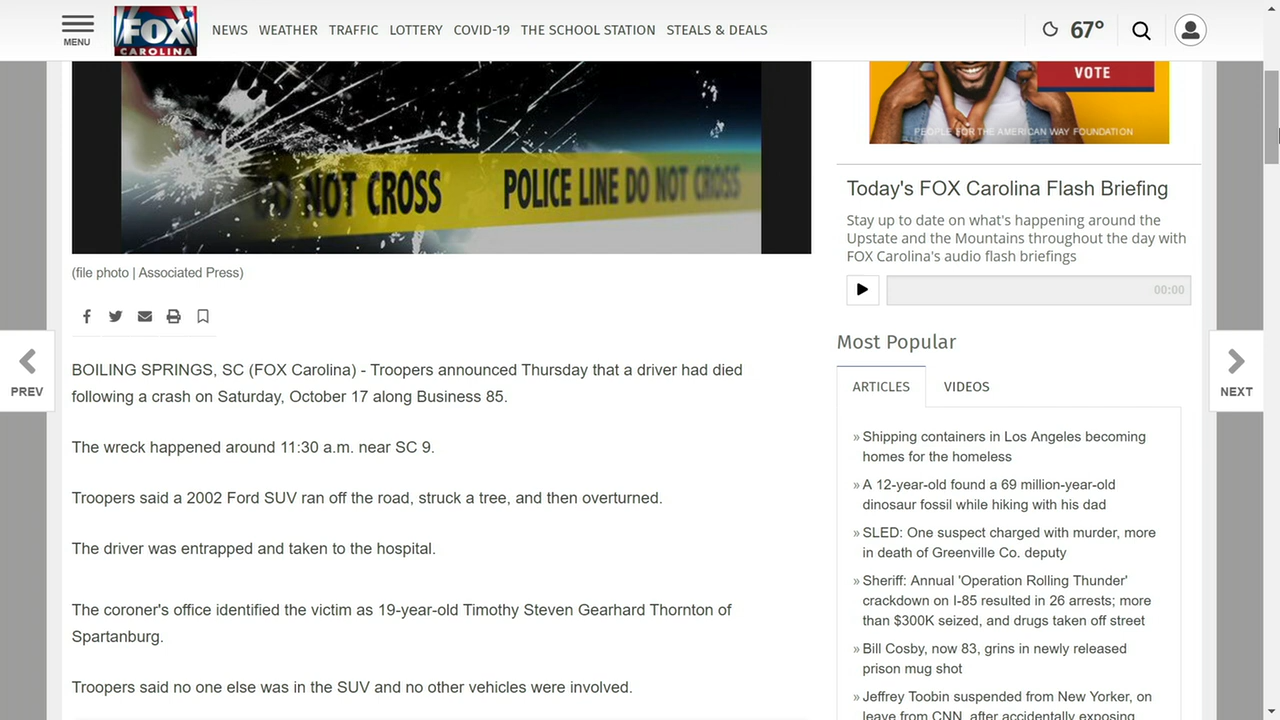 MENU
FOX
CAROLINA
NEWS WEATHER TRAFFIC LOTTERY COVID-19 THE SCHOOL STATION STEALS & DEALS
67°
VOTE
PEOPLE FOR THE AMERICAN WAY FOUNDATION
DO NOT CROSS POLICE LINE DO NOT CROSS
(file photo | Associated Press)
BOILING SPRINGS, SC (FOX Carolina) - Troopers announced Thursday that a driver had died
following a crash on Saturday, October 17 along Business 85.
The wreck happened around 11:30 a.m. near SC 9.
Troopers said a 2002 Ford SUV ran off the road, struck a tree, and then overturned.
The driver was entrapped and taken to the hospital.
The coroner's office identified the victim as 19-year-old Timothy Steven Gearhard Thornton of
Spartanburg.
Troopers said no one else was in the SUV and no other vehicles were involved.
PREV
Today's FOX Carolina Flash Briefing
Stay up to date on what's happening around the
Upstate and the Mountains throughout the day with
FOX Carolina's audio flash briefings
00:00
Most Popular
ARTICLES VIDEOS
» Shipping containers in Los Angeles becoming
homes for the homeless
» A 12-year-old found a 69 million-year-old
dinosaur fossil while hiking with his dad
» SLED: One suspect charged with murder, more
in death of Greenville Co. deputy
» Sheriff: Annual 'Operation Rolling Thunder'
crackdown on I-85 resulted in 26 arrests; more
than $300K seized, and drugs taken off street
» Bill Cosby, now 83, grins in newly released
prison mug shot
» Jeffrey Toobin suspended from New Yorker, on
leave from CNN, after accidentally exposing
NEXT